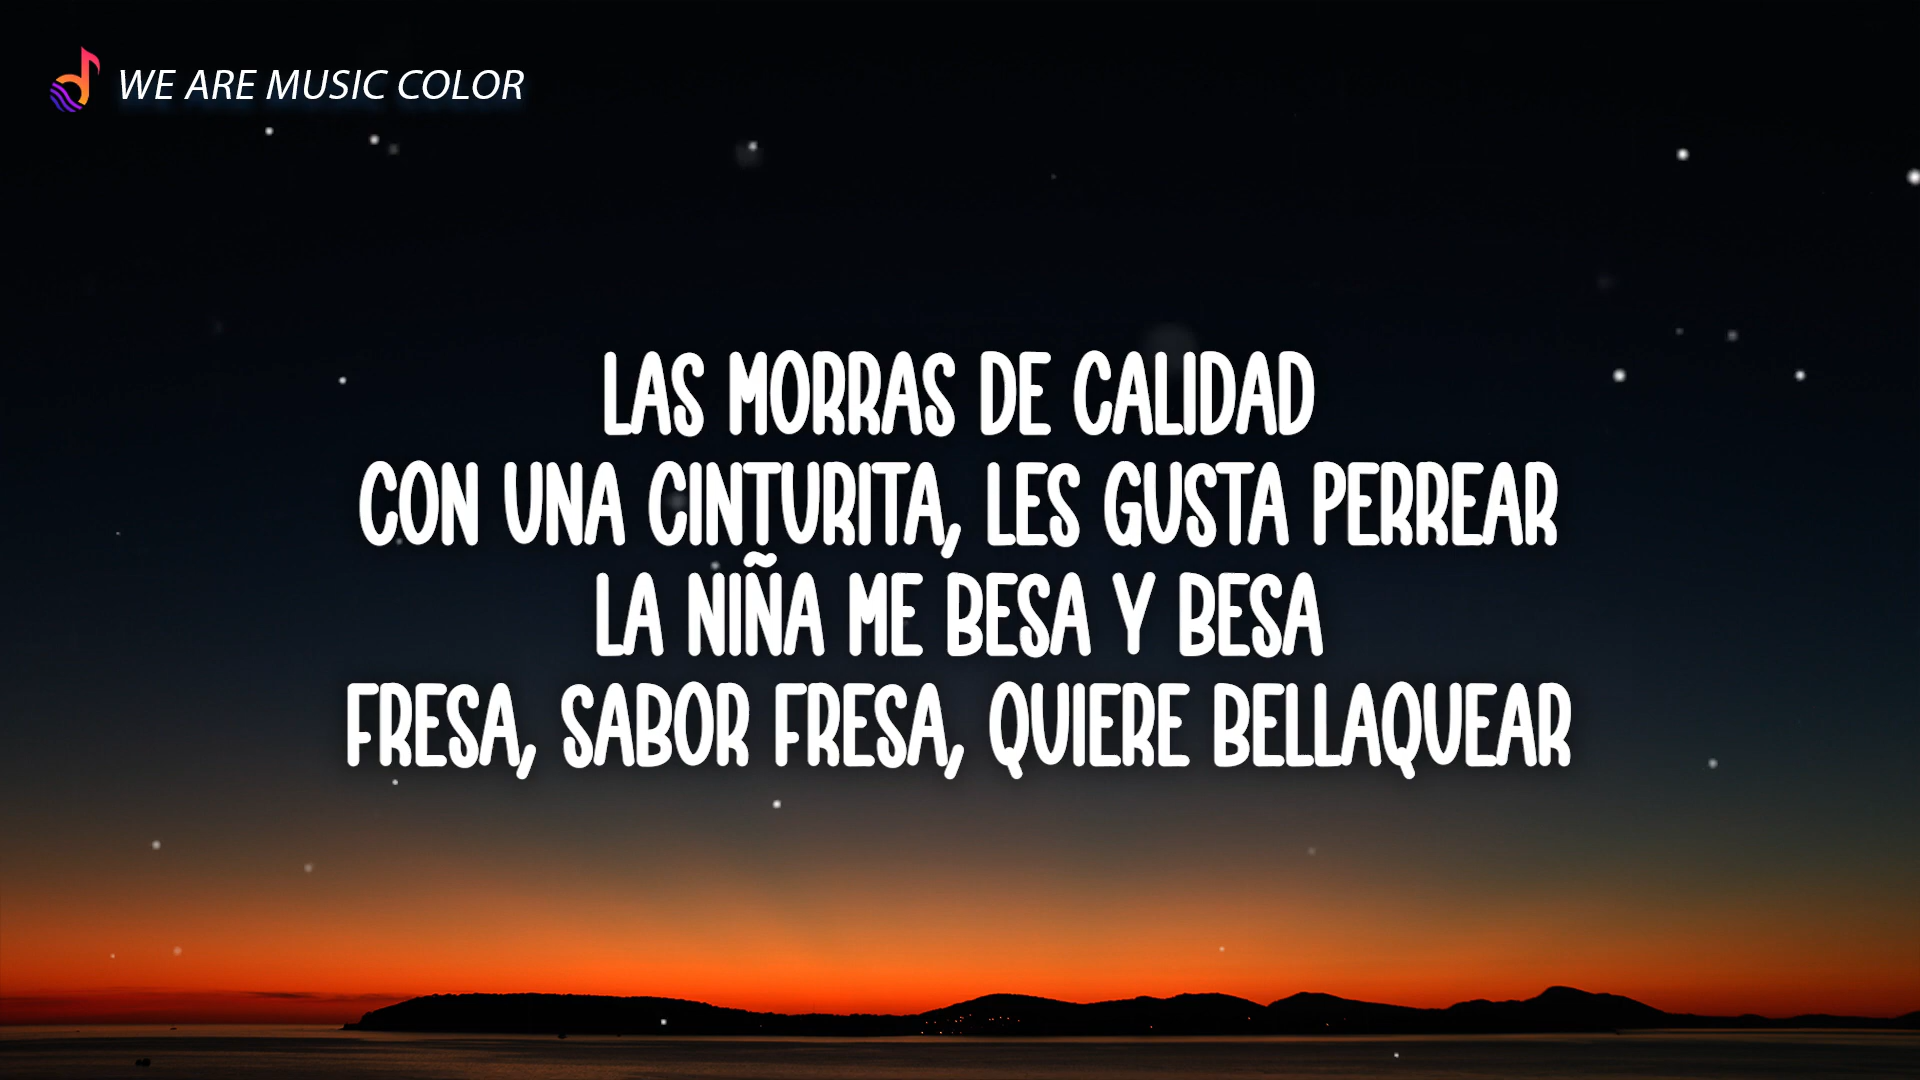 WE ARE MUSIC COLOR
LAS MORRAS DE CALIDAD
CON UNA CINTURITA, LES GUSTA PERREAR
LA NIÑA ME BESA Y BESA
FRESA, SABOR FRESA, QUIERE BELLAQUEAR